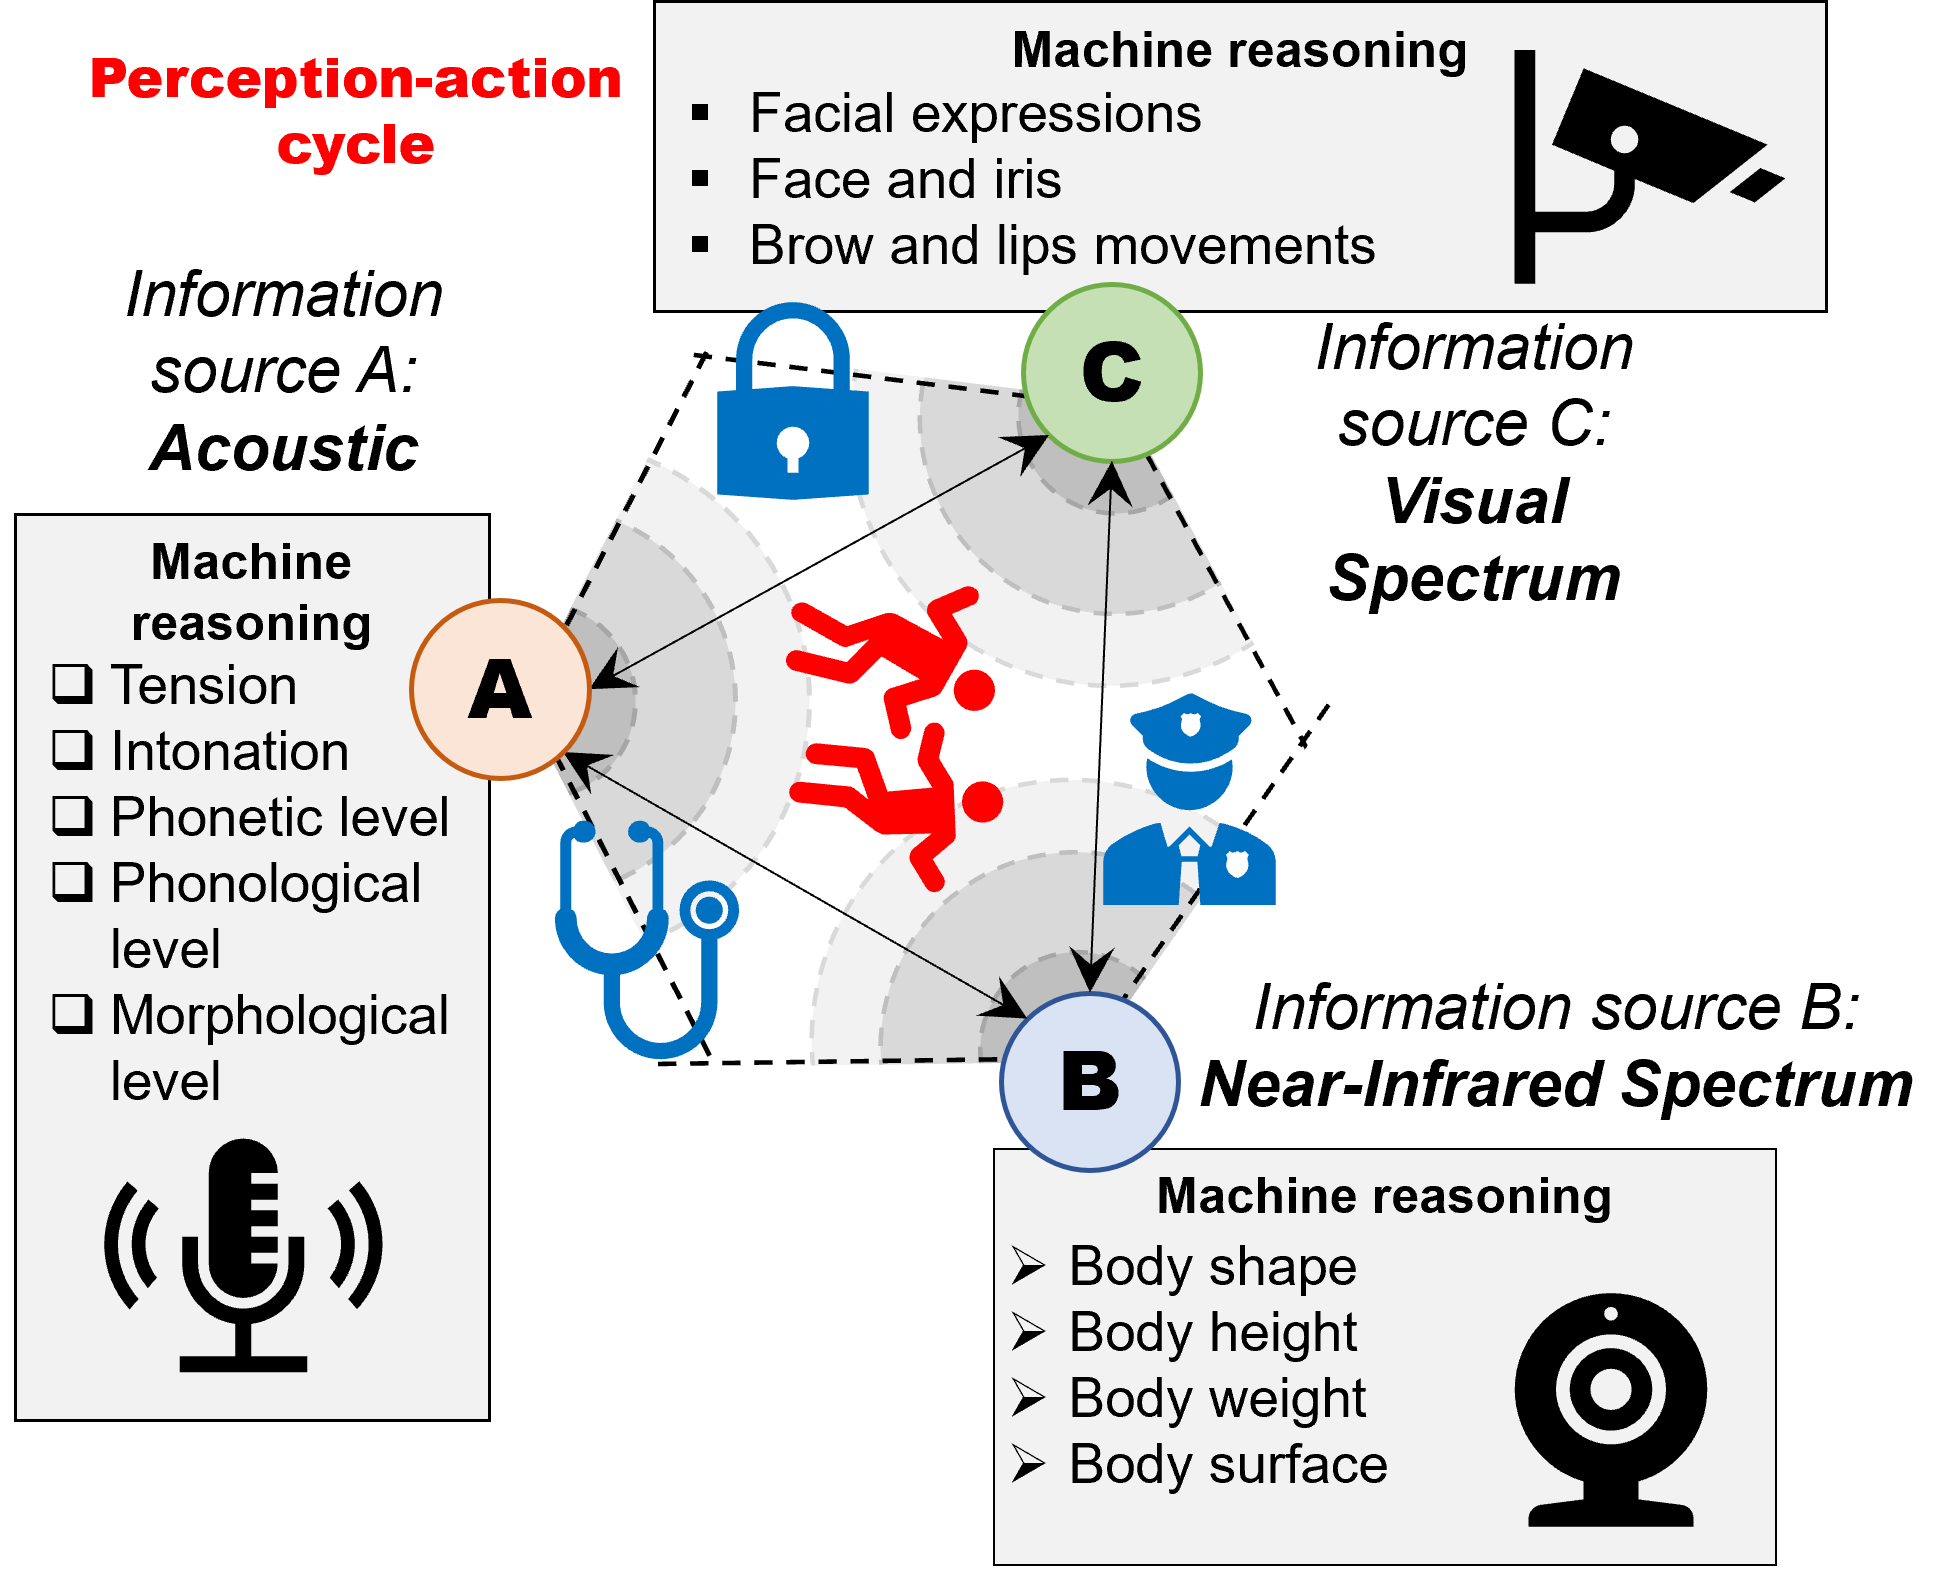 Perception-action
cycle
Machine reasoning
Facial expressions
Face and iris
Brow and lips movements
Information
source A:
Acoustic
Machine
reasoning
Tension
Intonation
Phonetic level
Phonological
level
Morphological
level
A
C
Information
source C:
Visual
Spectrum
B
Information source B:
Near-Infrared Spectrum
Machine reasoning
Body shape
Body height
Body weight
Body surface